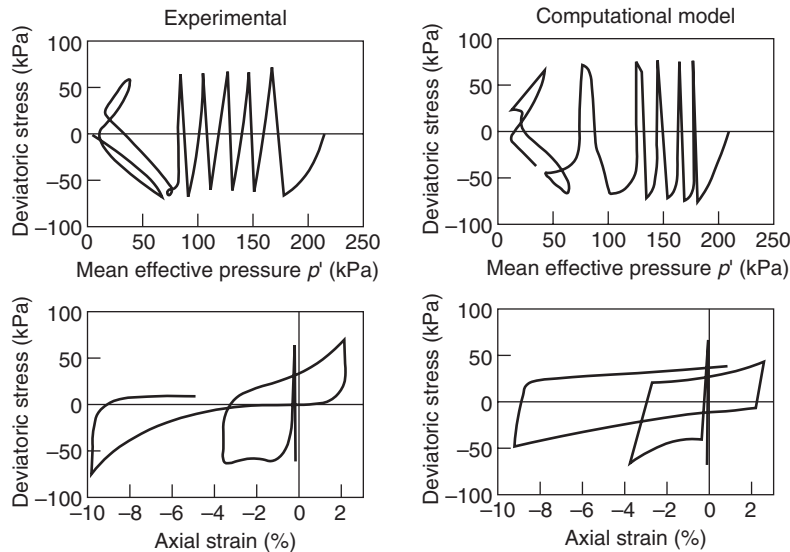 Experimental
100
50
0
−50
−100
0 50 100 150 200 250
Deviatoric stress (kPa)
Mean effective pressure p' (kPa)
Computational model
100
50
0
−50
−100
0 50 100 150 200 250
Deviatoric stress (kPa)
Mean effective pressure p' (kPa)
100
50
0
−50
−100
−10 −8 −6 −4 −2 0 2
Deviatoric stress (kPa)
Axial strain (%)
100
50
0
−50
−100
−10 −8 −6 −4 −2 0 2
Deviatoric stress (kPa)
Axial strain (%)